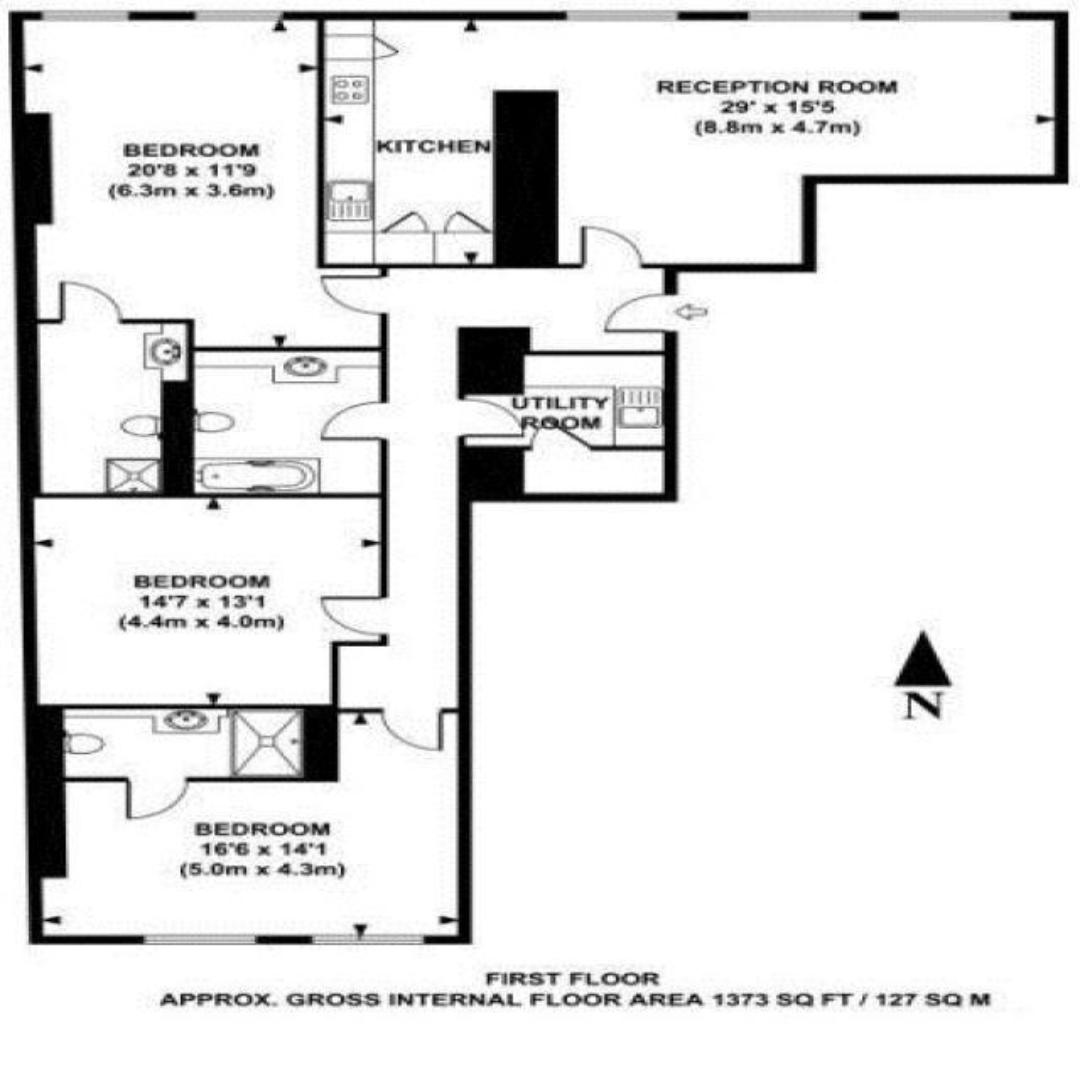 RECEPTION ROOM
29' x 15'5
(8.8m x 4.7m)
KITCHEN
BEDROOM
20'8 x 11'9
(6.3m x 3.6m)
UTILITY
ROOM
BEDROOM
14'7 x 13'1
(4.4m x 4.0m)
N
BEDROOM
16'6 x 14'1
(5.0m x 4.3m)
FIRST FLOOR
APPROX. GROSS INTERNAL FLOOR AREA 1373 SQ FT / 127 SQ M